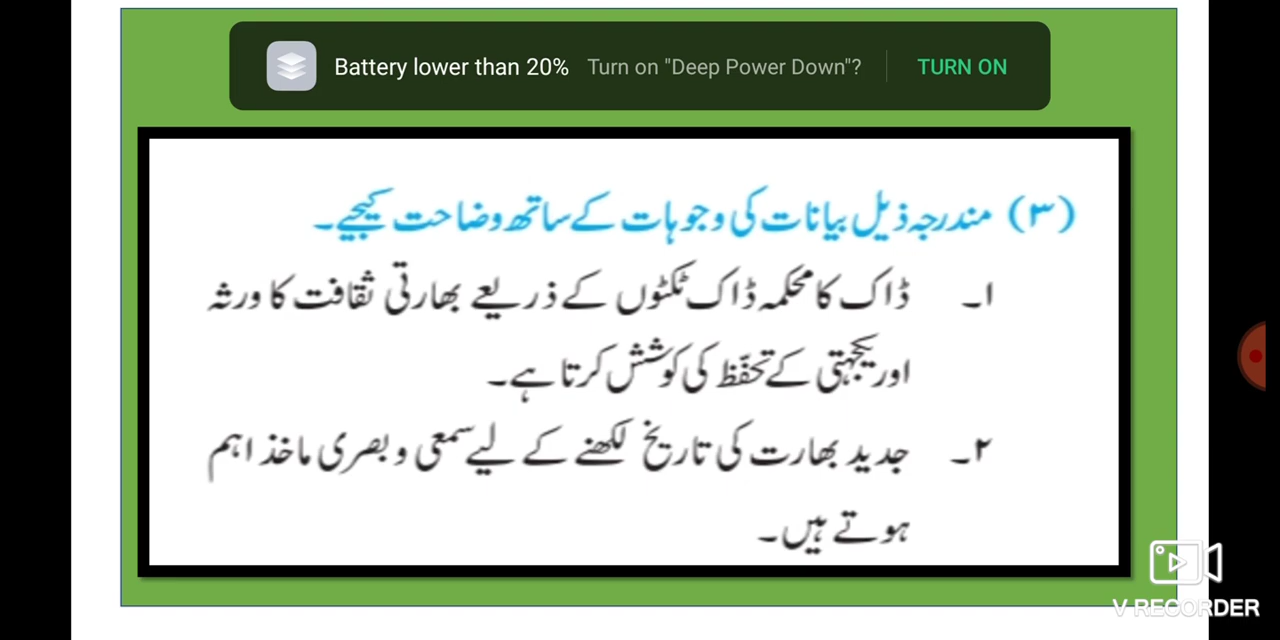 Battery lower than 20% Turn on "Deep Power Down"? TURN ON
(۳) مندرجہ ذیل بیانات کی وجوہات کے ساتھ وضاحت کیجیے۔
۱۔ ڈاک کا محکمہ ڈاک ٹکٹوں کے ذریعے بھارتی ثقافت کا ورثہ
اور یکجہتی کے تحفّظ کی کوشش کرتا ہے۔
۲۔ جدید بھارت کی تاریخ لکھنے کے لیے سمعی و بصری ماخذ اہم
ہوتے ہیں۔
V RECORDER